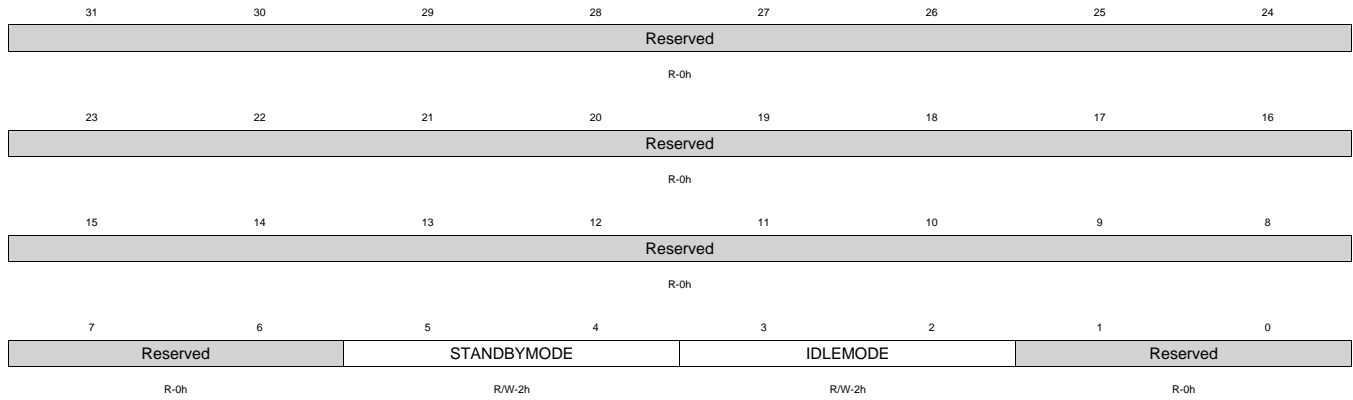 31 30 29 28 27 26 25 24
Reserved
R-0h
23 22 21 20 19 18 17 16
Reserved
R-0h
15 14 13 12 11 10 9 8
Reserved
R-0h
7 6 5 4 3 2 1 0
Reserved STANDBYMODE IDLEMODE Reserved
R-0h R/W-2h R/W-2h R-0h